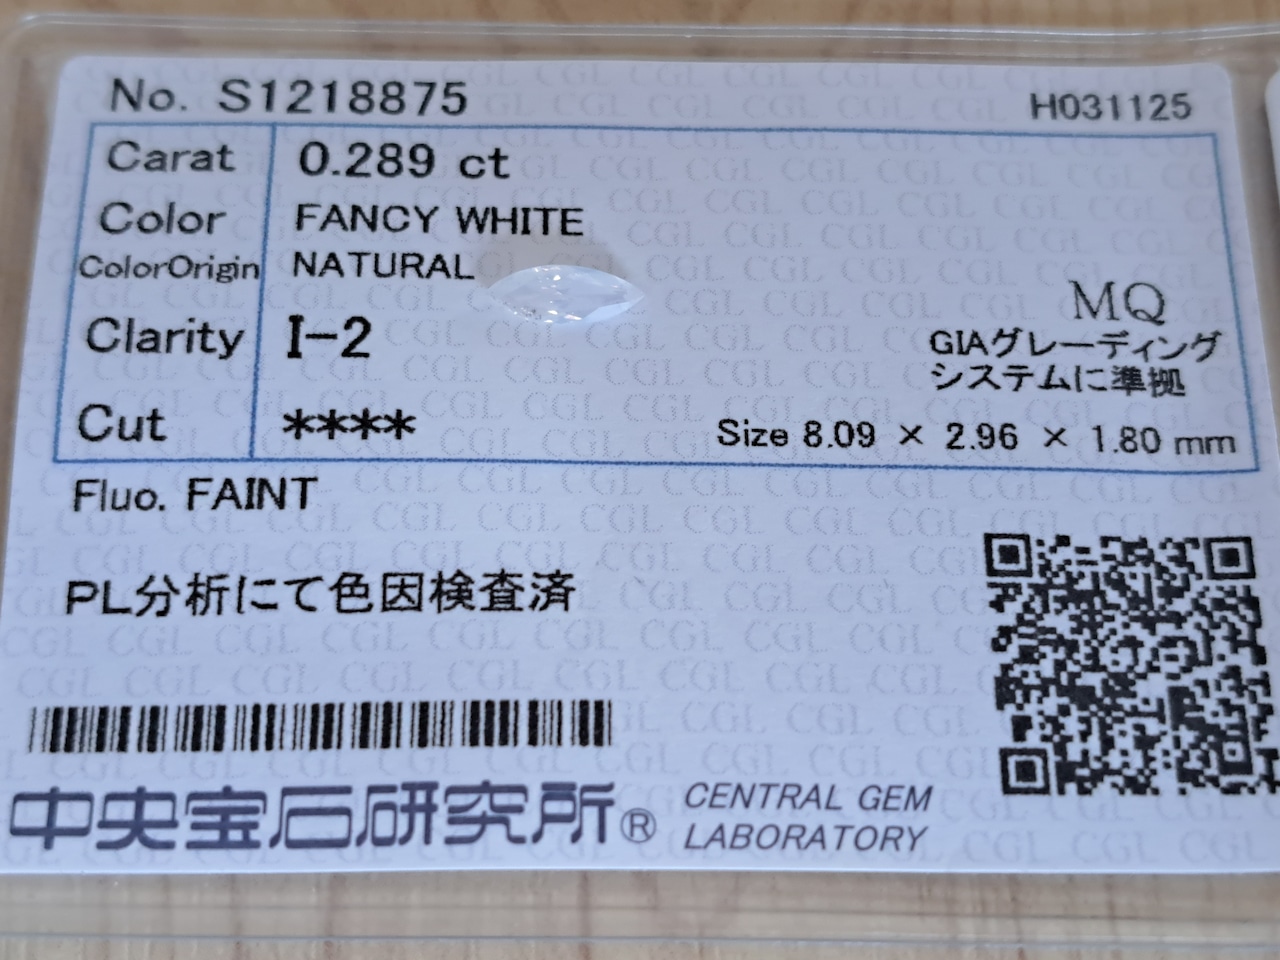 No. S1218875 H031125
Carat 0.289 ct
Color FANCY WHITE
ColorOrigin NATURAL
Clarity I-2
MQ
GIAグレーディング
システムに準拠
Cut ****
Size 8.09 × 2.96 × 1.80 mm
Fluo. FAINT
PL分析にて色因検査済
中央宝石研究所® CENTRAL GEM
LABORATORY